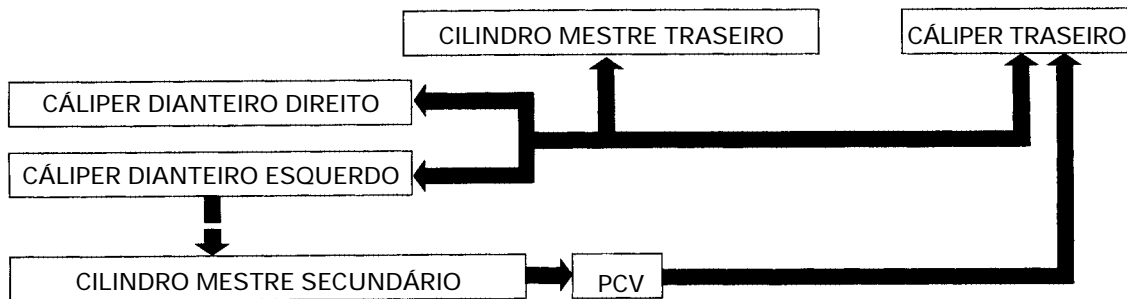 CILINDRO MESTRE TRASEIRO
CÁLIPER TRASEIRO
CÁLIPER DIANTEIRO DIREITO
CÁLIPER DIANTEIRO ESQUERDO
CILINDRO MESTRE SECUNDÁRIO
PCV